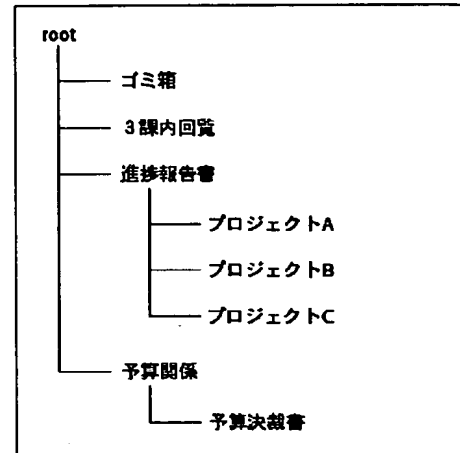 root
ゴミ箱
3課内回覧
進捗報告書
プロジェクトA
プロジェクトB
プロジェクトC
予算関係
予算決裁書